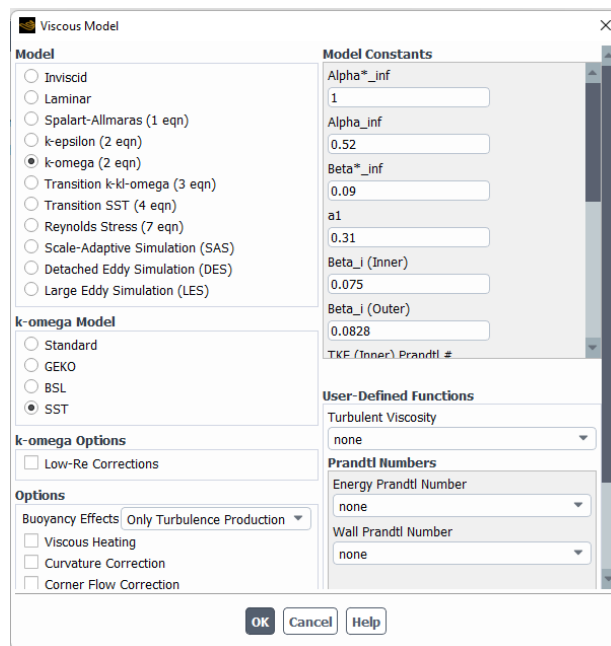 Viscous Model
Model
Inviscid
Laminar
Spalart-Allmaras (1 eqn)
k-epsilon (2 eqn)
k-omega (2 eqn)
Transition k-kl-omega (3 eqn)
Transition SST (4 eqn)
Reynolds Stress (7 eqn)
Scale-Adaptive Simulation (SAS)
Detached Eddy Simulation (DES)
Large Eddy Simulation (LES)
k-omega Model
Standard
GEKO
BSL
SST
k-omega Options
Low-Re Corrections
Options
Buoyancy Effects Only Turbulence Production
Viscous Heating
Curvature Correction
Corner Flow Correction
Model Constants
Alpha*_inf
1
Alpha_inf
0.52
Beta*_inf
0.09
a1
0.31
Beta_i (Inner)
0.075
Beta_i (Outer)
0.0828
TKE (Inner) Prandtl #
User-Defined Functions
Turbulent Viscosity
none
Prandtl Numbers
Energy Prandtl Number
none
Wall Prandtl Number
none
OK Cancel Help